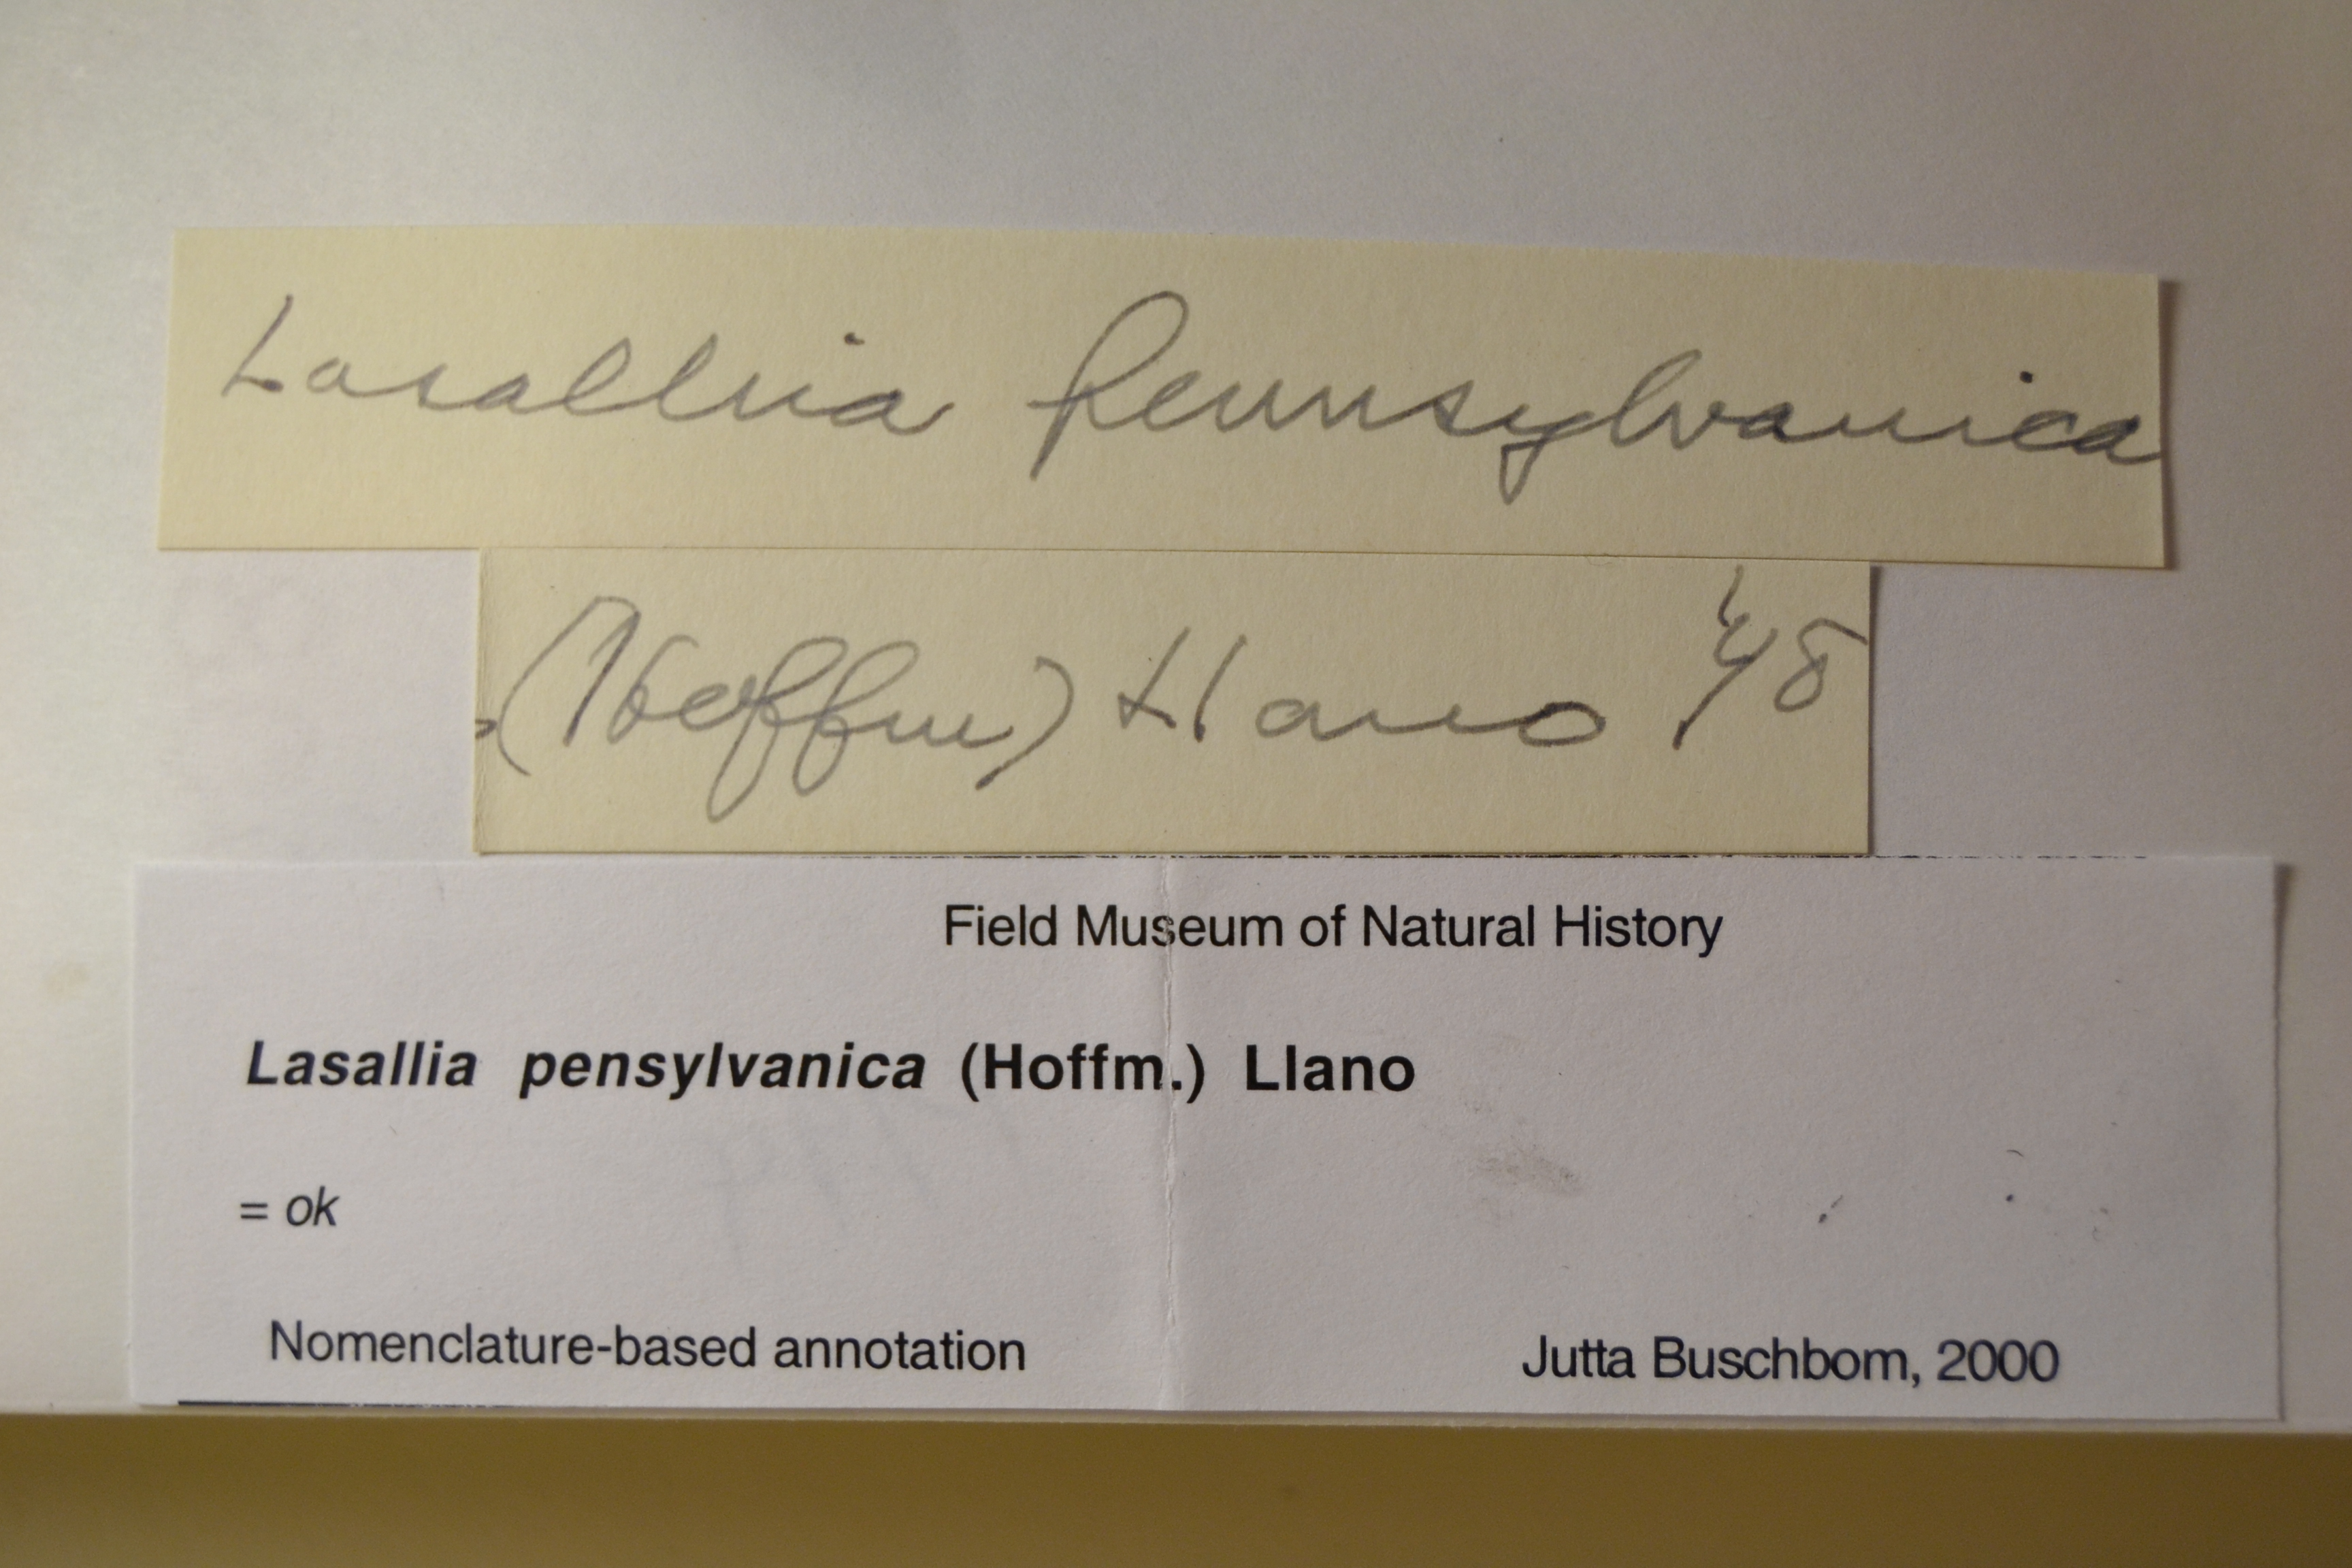 Lasallia Pennsylvanica
(Hoffm) Llano '48
Field Museum of Natural History
Lasallia pensylvanica (Hoffm.) Llano
= ok
Nomenclature-based annotation
Jutta Buschbom, 2000